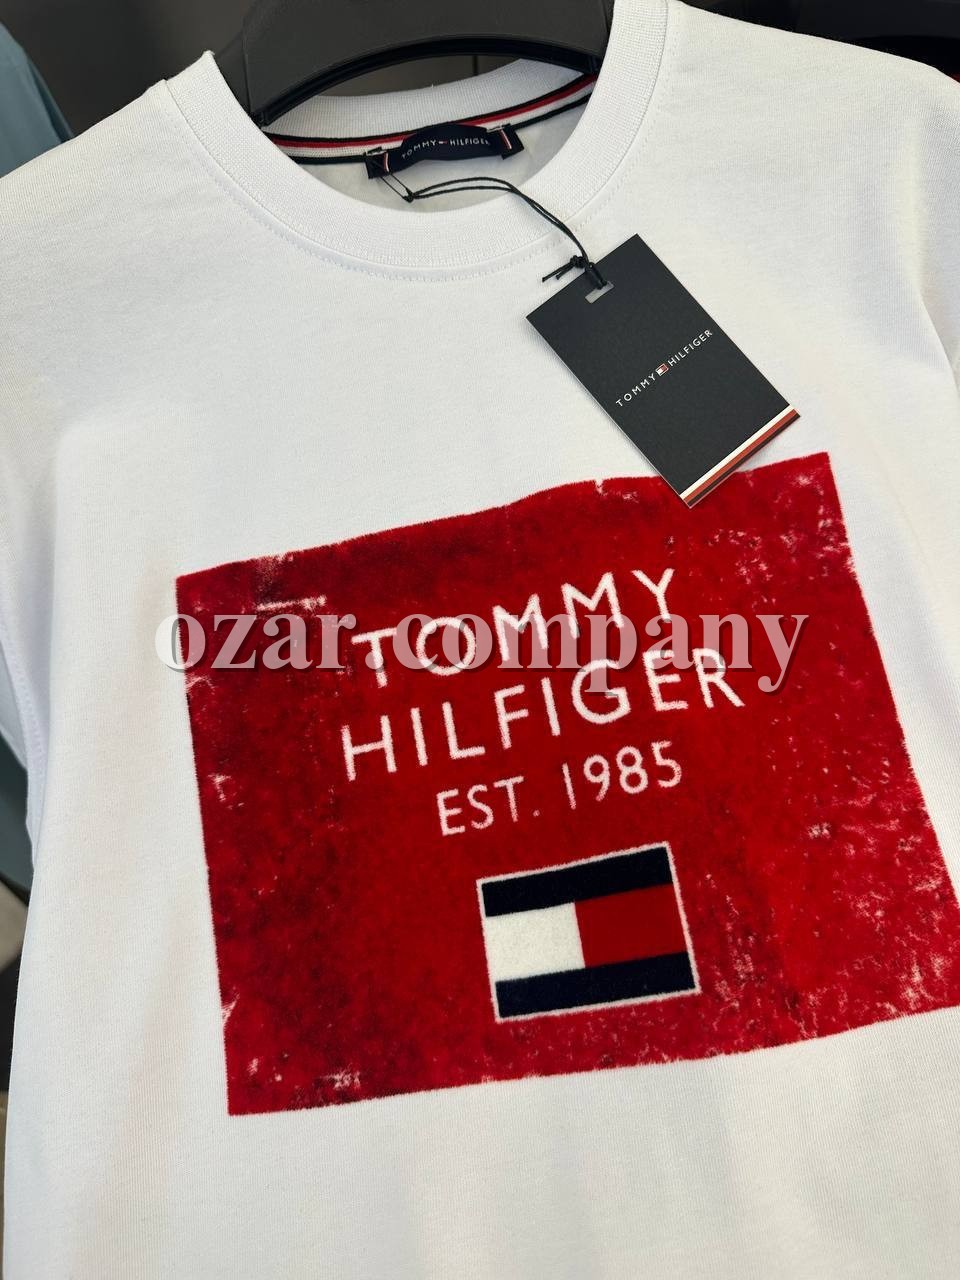 TOMMY HILFIGER
TOMMY HILFIGER
ozar-company
TOMMY
HILFIGER
EST. 1985